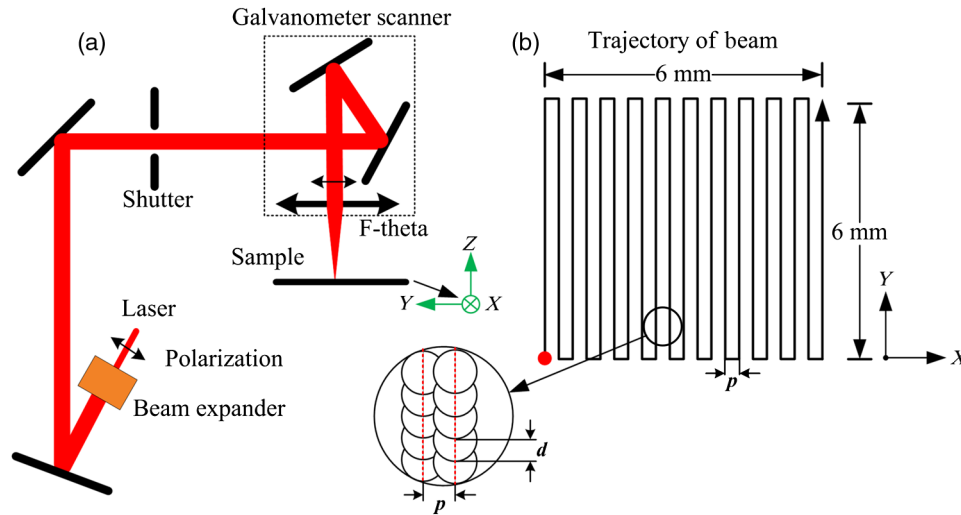 (a)
Galvanometer scanner
Shutter
F-theta
Sample
Z
Y
X
Laser
Polarization
Beam expander
(b)
Trajectory of beam
6 mm
6 mm
Y
X
p
d
p